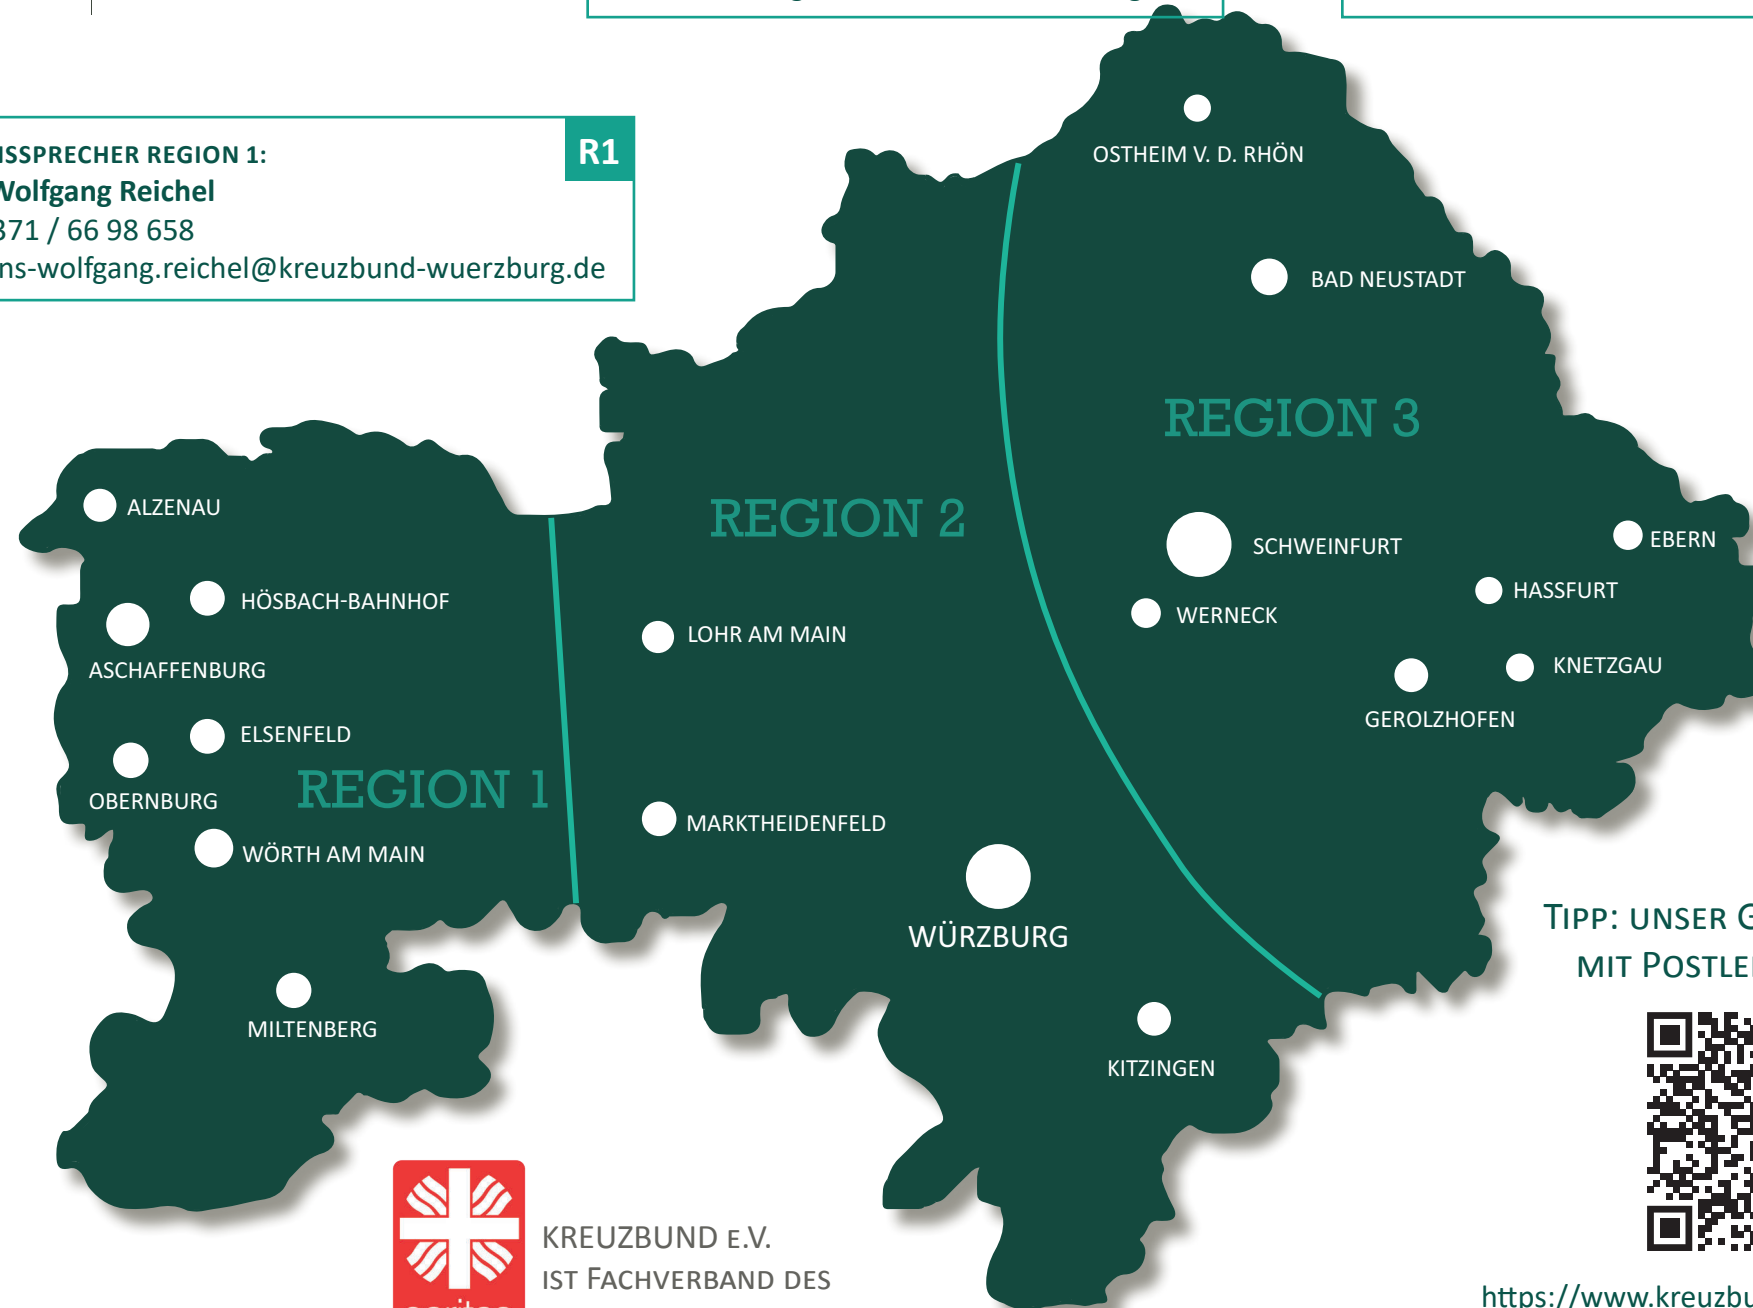 R1
REGION 1:
Wolfgang Reichel
371 / 66 98 658
ns-wolfgang.reichel@kreuzbund-wuerzburg.de
OSTHEIM V. D. RHÖN
BAD NEUSTADT
REGION 3
REGION 2
ALZENAU
SCHWEINFURT
EBERN
HASSFURT
HÖSBACH-BAHNHOF
WERNECK
LOHR AM MAIN
ASCHAFFENBURG
KNETZGAU
GEROLZHOFEN
ELSENFELD
REGION 1
OBERNBURG
MARKTHEIDENFELD
WÖRTH AM MAIN
WÜRZBURG
MILTENBERG
KITZINGEN
TIPP: UNSER G
MIT POSTLE
KREUZBUND E.V.
IST FACHVERBAND DES
https://www.kreuzbu